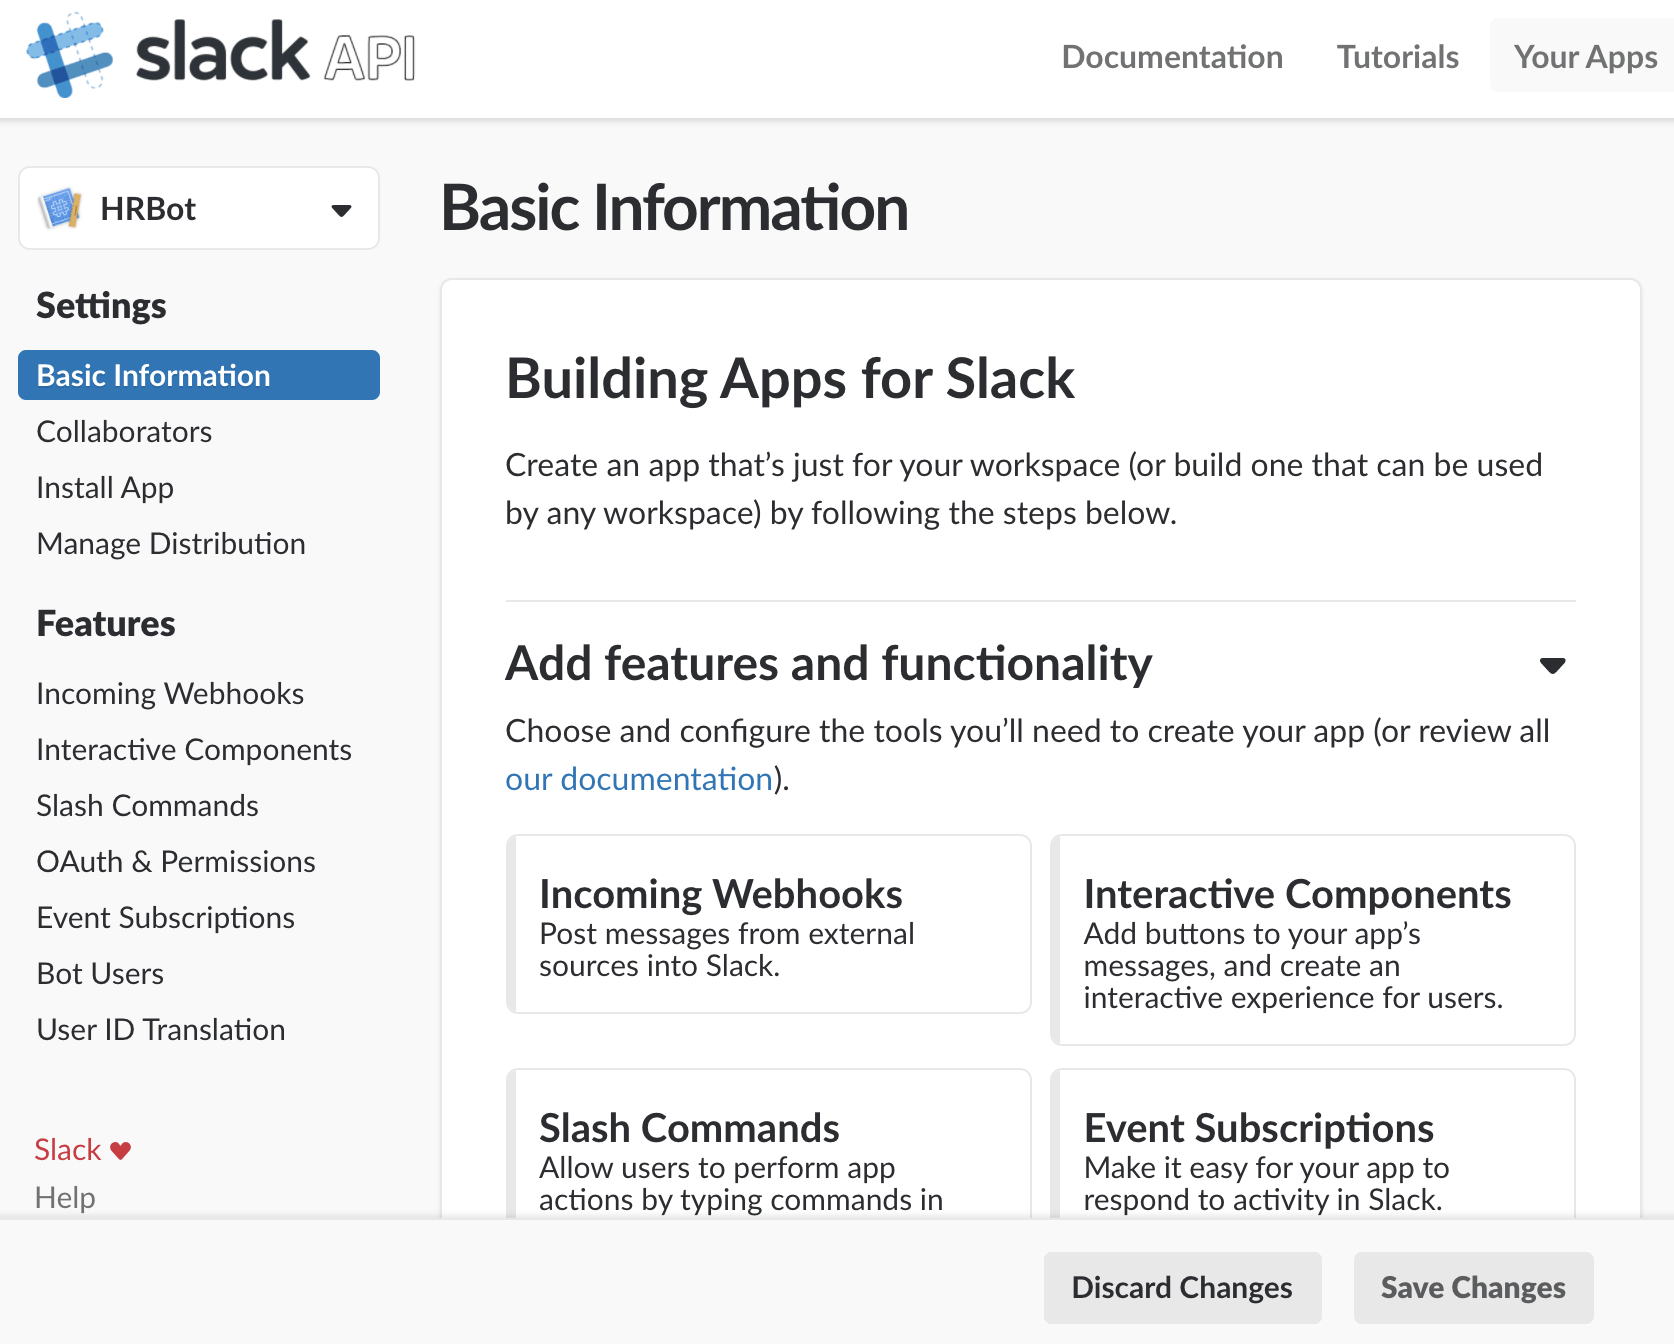 slack API
Documentation
Tutorials
Your Apps
HRBot
Settings
Basic Information
Collaborators
Install App
Manage Distribution
Features
Incoming Webhooks
Interactive Components
Slash Commands
OAuth & Permissions
Event Subscriptions
Bot Users
User ID Translation
Slack ♥
Help
Basic Information
Building Apps for Slack
Create an app that’s just for your workspace (or build one that can be used
by any workspace) by following the steps below.
Add features and functionality
Choose and configure the tools you’ll need to create your app (or review all
our documentation).
Incoming Webhooks
Post messages from external
sources into Slack.
Interactive Components
Add buttons to your app’s
messages, and create an
interactive experience for users.
Slash Commands
Allow users to perform app
actions by typing commands in
Event Subscriptions
Make it easy for your app to
respond to activity in Slack.
Discard Changes
Save Changes